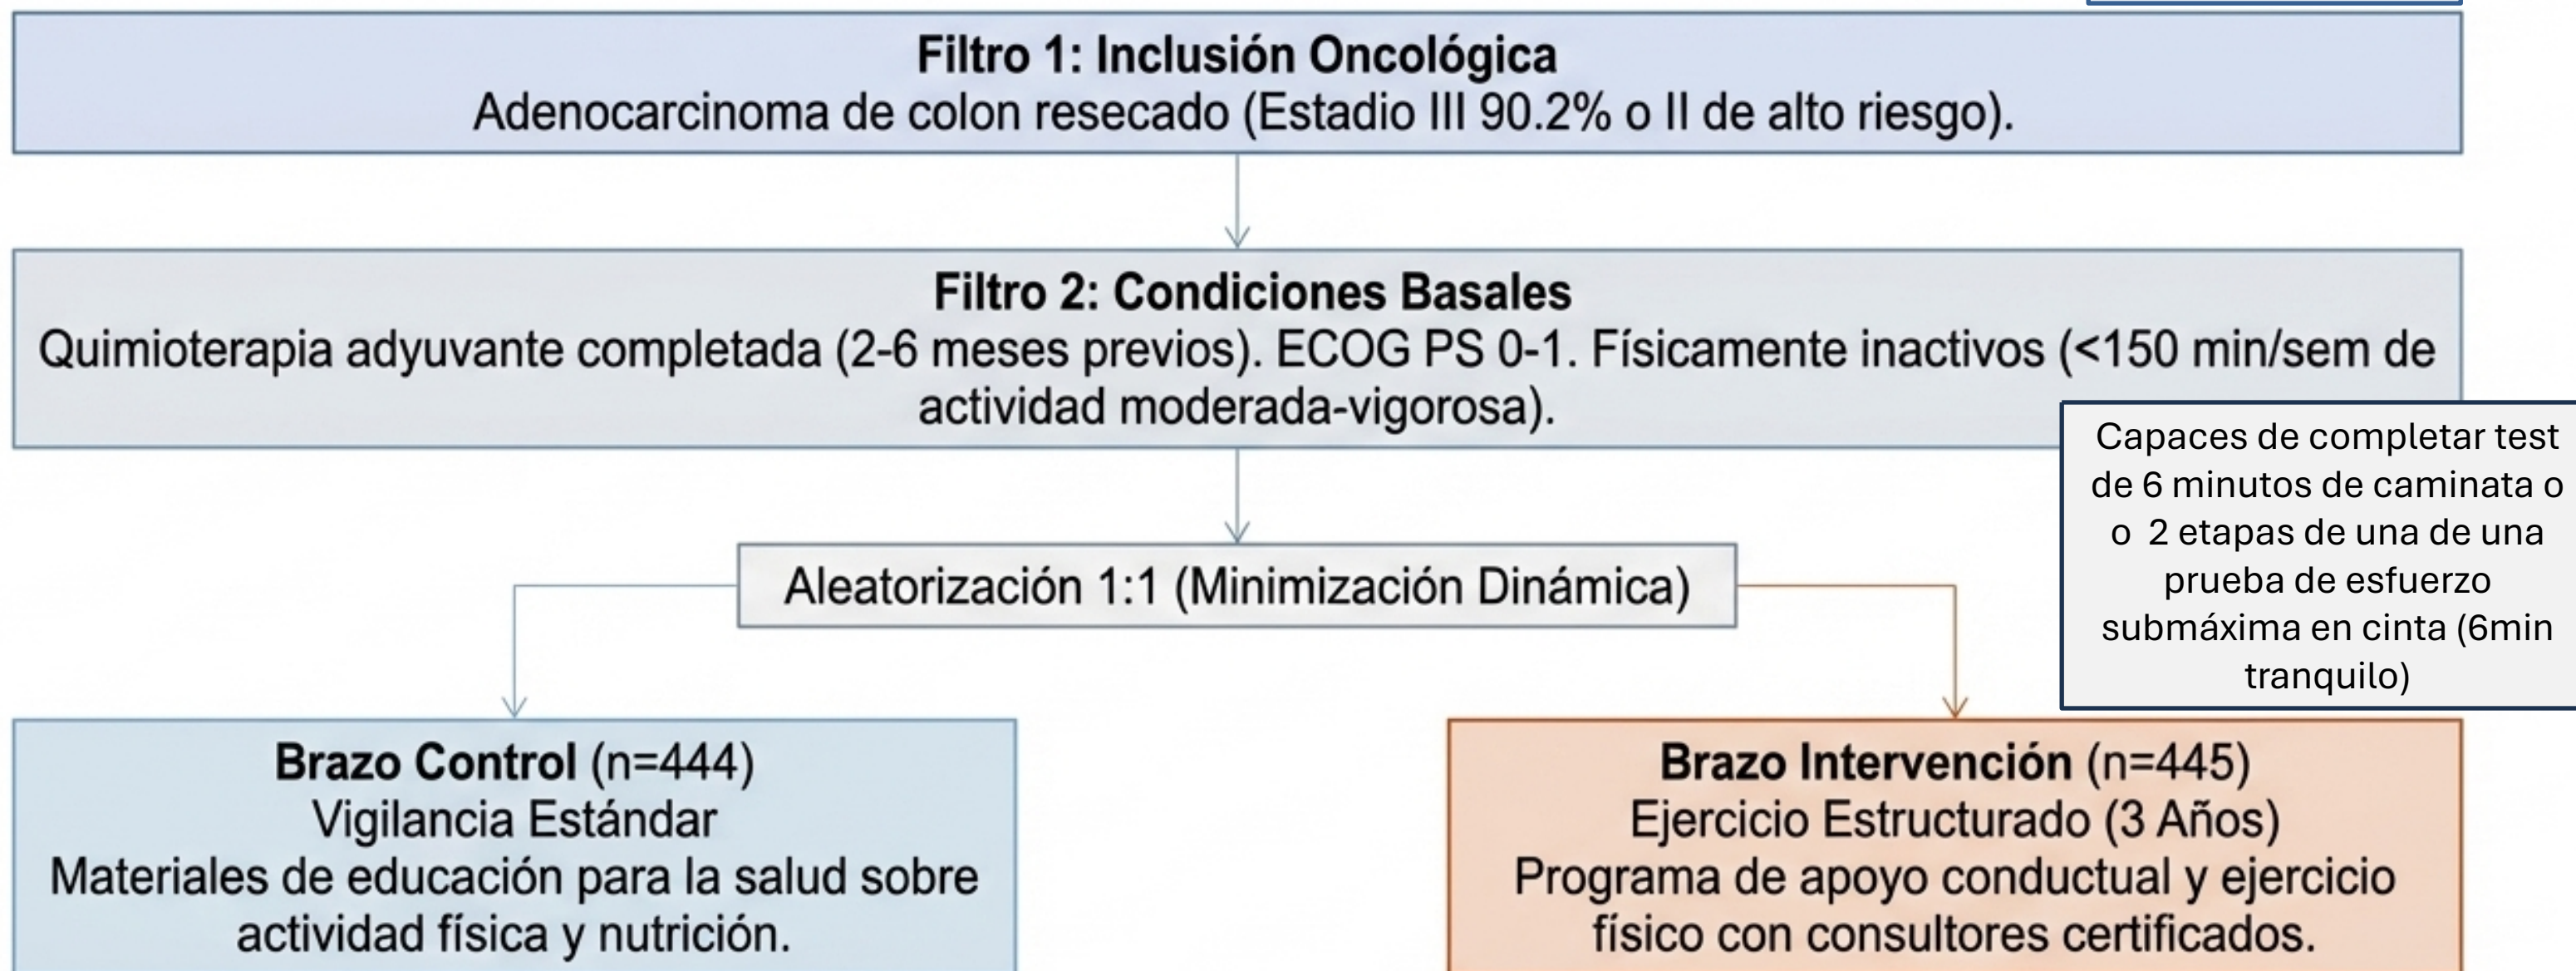 Filtro 1: Inclusión Oncológica
Adenocarcinoma de colon resecado (Estadio III 90.2% o II de alto riesgo).
Filtro 2: Condiciones Basales
Quimioterapia adyuvante completada (2-6 meses previos). ECOG PS 0-1. Físicamente inactivos (<150 min/sem de
actividad moderada-vigorosa).
Capaces de completar test
de 6 minutos de caminata o
o 2 etapas de una de una
prueba de esfuerzo
submáxima en cinta (6min
tranquilo)
Aleatorización 1:1 (Minimización Dinámica)
Brazo Control (n=444)
Vigilancia Estándar
Materiales de educación para la salud sobre
actividad física y nutrición.
Brazo Intervención (n=445)
Ejercicio Estructurado (3 Años)
Programa de apoyo conductual y ejercicio
físico con consultores certificados.